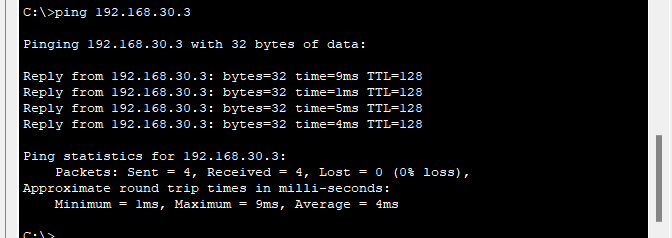 C:\>ping 192.168.30.3
Pinging 192.168.30.3 with 32 bytes of data:
Reply from 192.168.30.3: bytes=32 time=9ms TTL=128
Reply from 192.168.30.3: bytes=32 time=1ms TTL=128
Reply from 192.168.30.3: bytes=32 time=5ms TTL=128
Reply from 192.168.30.3: bytes=32 time=4ms TTL=128
Ping statistics for 192.168.30.3:
    Packets: Sent = 4, Received = 4, Lost = 0 (0% loss),
Approximate round trip times in milli-seconds:
    Minimum = 1ms, Maximum = 9ms, Average = 4ms
C:\>